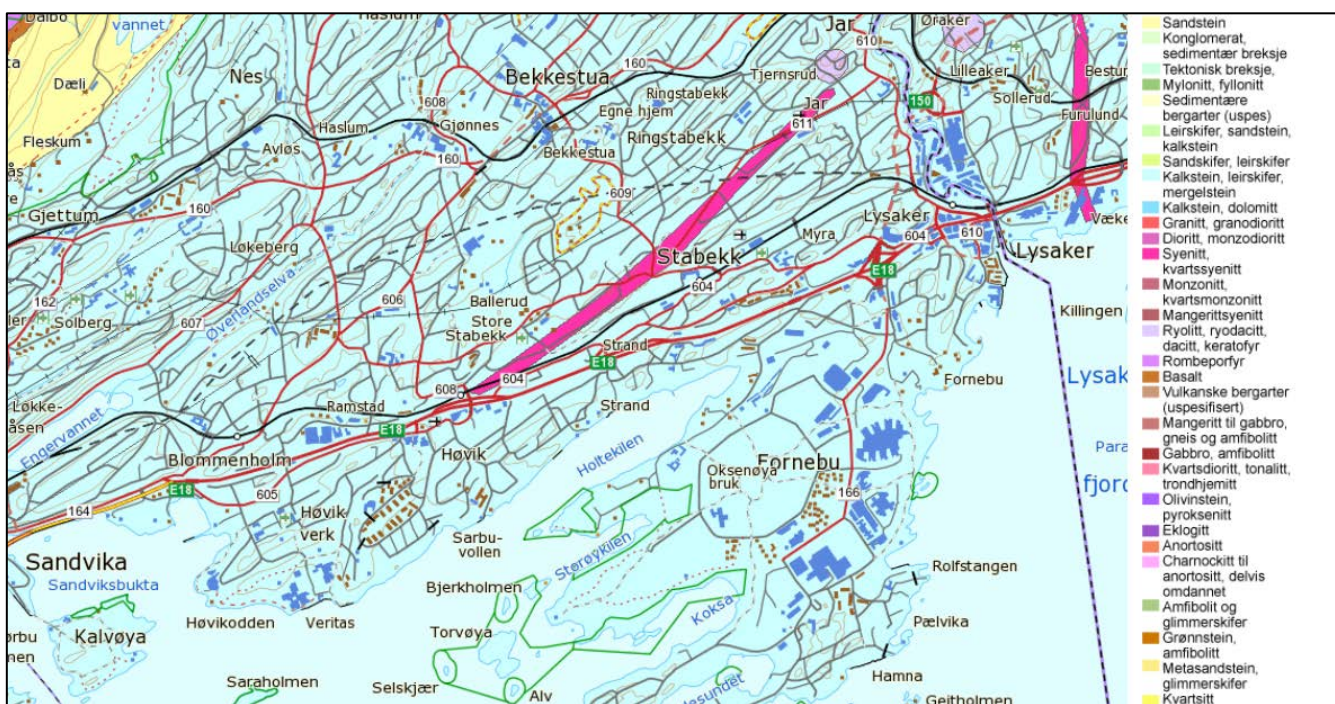 Dalbo
vannet
Haslum
Jar
Øraker
610
160
Nes
Bekkestua
Tjernsrud
Lilleaker
Bestum
Dæli
608
Ringstabekk
150
Sollerud
Egne hjem
Jar
Furulund
Haslum
Gjønnes
Ringstabekk
611
Fleskum
Avløs
160
Bekkestua
609
Gjettum
160
Lysaker
604
610
Væke
Løkeberg
Stabekk
Myra
Lysaker
E18
162
606
604
Killingen
Solberg
607
Øverlandselva
Ballerud
Store
Stabekk
Strand
E18
608
604
Fornebu
Lysak
Løkke-
åsen
Ramstad
Strand
E18
Engervannet
Høvik
Holtekilen
Para
Blommenholm
Fornebu
Oksenøya
bruk
fjord
E18
605
166
164
Høvik
verk
Sarbu-
vollen
Sandvika
Storøykilen
Sandviksbukta
Bjerkholmen
Rolfstangen
Koksa
Høvikodden
Veritas
Kalvøya
Torvøya
Pælvika
Saraholmen
Selskjær
Alv
Hamna
Geitholmen
Sandstein
Konglomerat,
sedimentær breksje
Tektonisk breksje,
Mylonitt, fyllonitt
Sedimentære
bergarter (uspes)
Leirskifer, sandstein,
kalkstein
Sandskifer, leirskifer
Kalkstein, leirskifer,
mergelstein
Kalkstein, dolomitt
Granitt, granodioritt
Dioritt, monzodioritt
Syenitt,
kvartssyenitt
Monzonitt,
kvartsmonzonitt
Mangerittsyenitt
Ryolitt, ryodacitt,
dacitt, keratofyr
Rombeporfyr
Basalt
Vulkanske bergarter
(uspesifisert)
Mangeritt til gabbro,
gneis og amfibolitt
Gabbro, amfibolitt
Kvartsdioritt, tonalitt,
trondhjemitt
Olivinstein,
pyroksenitt
Eklogitt
Anortositt
Charnockitt til
anortositt, delvis
omdannet
Amfibolit og
glimmerskifer
Grønnstein,
amfibolitt
Metasandstein,
glimmerskifer
Kvartsitt